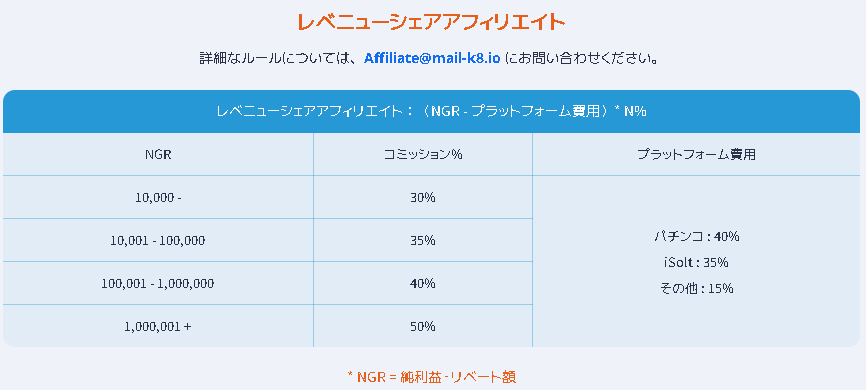 レベニューシェアアフィリエイト
詳細なルールについては、Affiliate@mail-k8.io にお問い合わせください。
レベニューシェアアフィリエイト：（NGR - プラットフォーム費用）* N%
NGR コミッション% プラットフォーム費用
10,000 - 30%
10,001 - 100,000 35%
100,001 - 1,000,000 40%
1,000,001 + 50%
パチンコ : 40%
iSolt : 35%
その他 : 15%
* NGR = 純利益 - リベート額